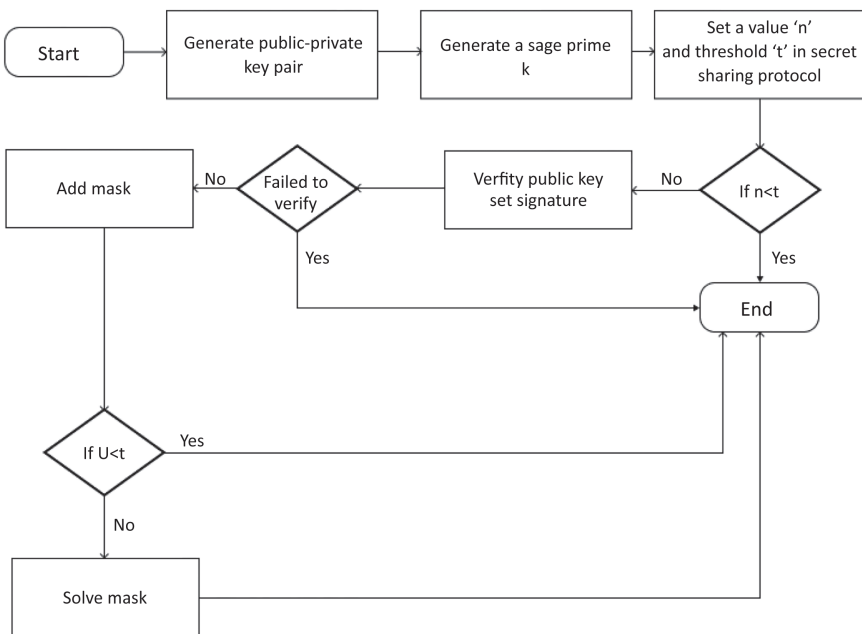 Start
Generate public-private
key pair
Generate a sage prime
k
Set a value ‘n’
and threshold ‘t’ in secret
sharing protocol
If n<t
No
Yes
Verfity public key
set signature
Failed to
verify
No
Yes
Add mask
End
If U<t
Yes
No
Solve mask